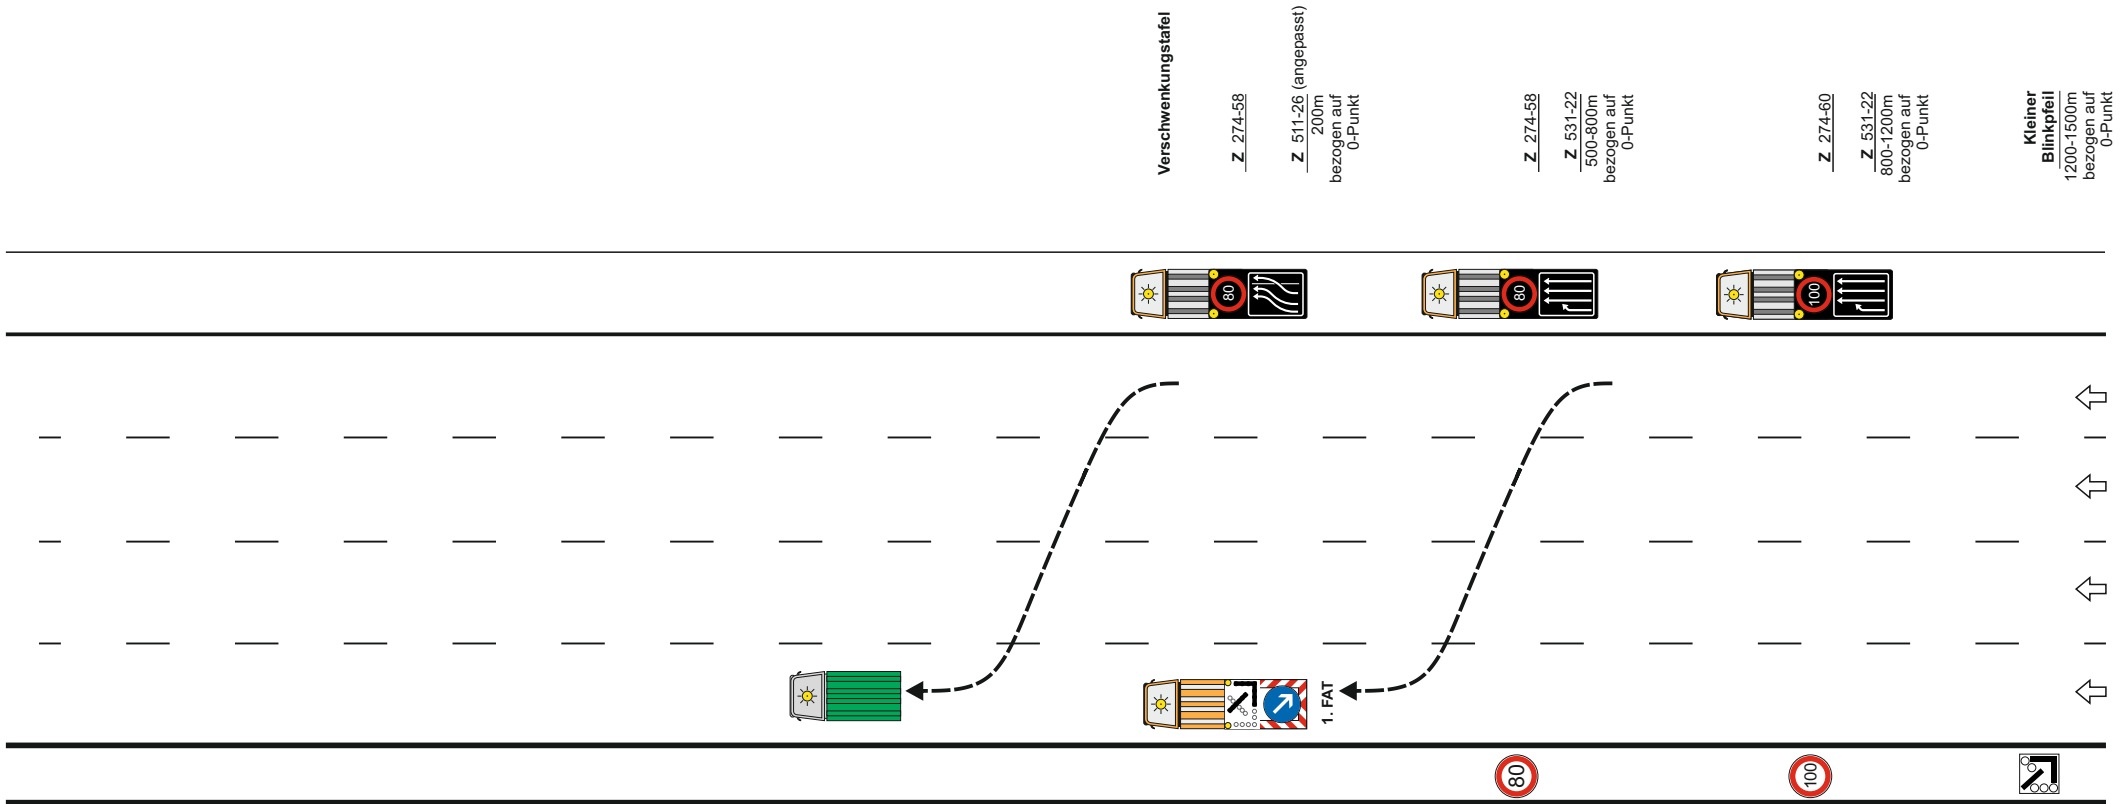 Verschwenkungstafel
Z 274-58
Z 511-26 (angepasst)
200m
bezogen auf
0-Punkt
Z 274-58
Z 531-22
500-800m
bezogen auf
0-Punkt
Z 274-60
Z 531-22
800-1200m
bezogen auf
0-Punkt
Kleiner
Blinkpfeil
1200-1500m
bezogen auf
0-Punkt
80
80
100
1. FAT
80
100